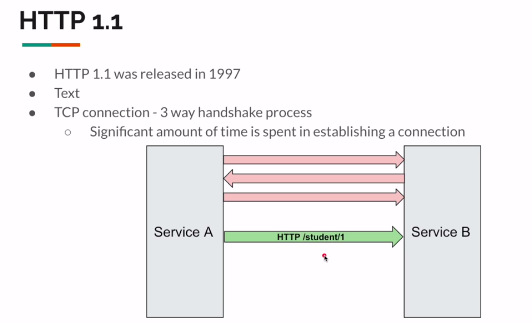 HTTP 1.1
● HTTP 1.1 was released in 1997
● Text
● TCP connection - 3 way handshake process
○ Significant amount of time is spent in establishing a connection
Service A
HTTP /student/1
Service B